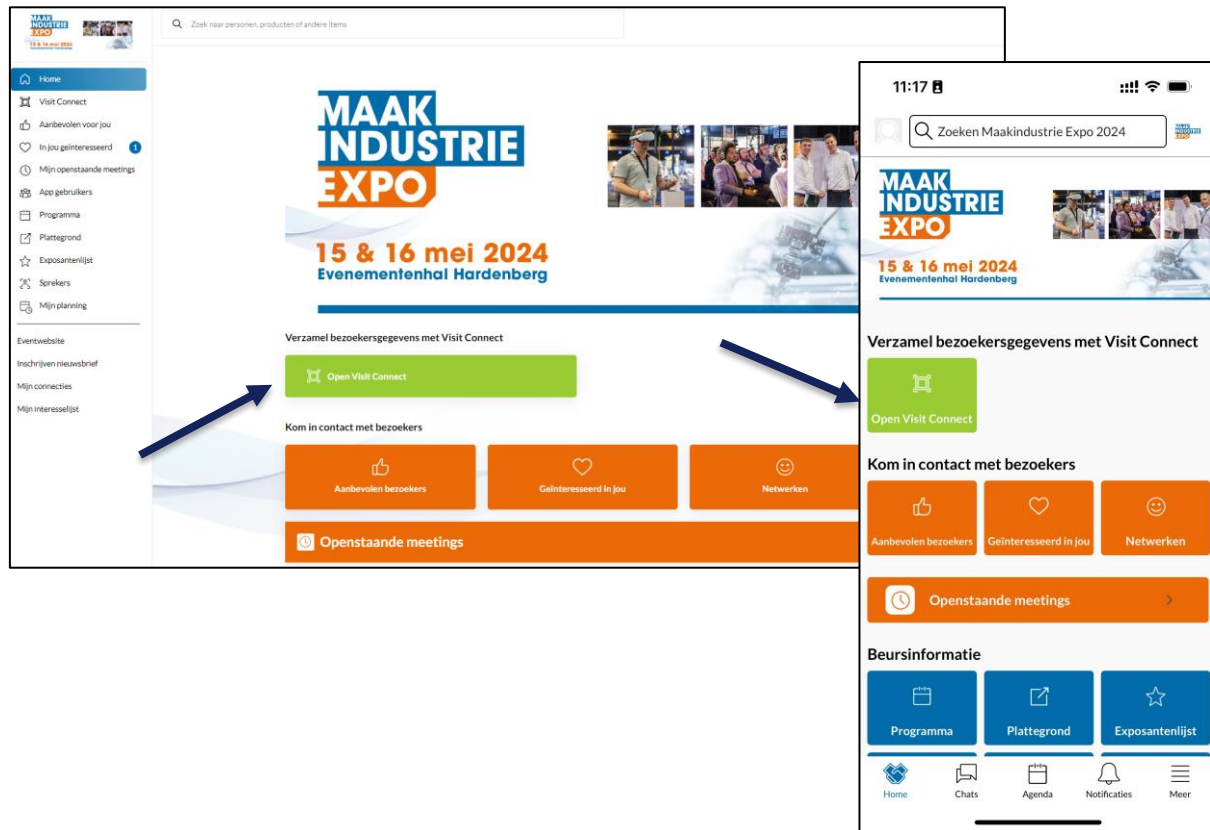 MAAK
INDUSTRIE
EXPO
15 & 16 mei 2024
Zoek naar personen, producten of andere items
Home
Visit Connect
Aanbevolen voor jou
In jou geïnteresseerd 1
Mijn openstaande meetings
App gebruikers
Programma
Plattegrond
Exposantenlijst
Sprekers
Mijn planning
Eventwebsite
Inschrijven nieuwsbrief
Mijn connecties
Mijn interesselijst
MAAK
INDUSTRIE
EXPO
15 & 16 mei 2024
Evenementenhal Hardenberg
Verzamel bezoekersgegevens met Visit Connect
Open Visit Connect
Kom in contact met bezoekers
Aanbevolen bezoekers
Geïnteresseerd in jou
Netwerken
Openstaande meetings
11:17
Zoeken Maakindustrie Expo 2024
MAAK
INDUSTRIE
EXPO
MAAK
INDUSTRIE
EXPO
15 & 16 mei 2024
Evenementenhal Hardenberg
Verzamel bezoekersgegevens met Visit Connect
Open Visit Connect
Kom in contact met bezoekers
Aanbevolen bezoekers
Geïnteresseerd in jou
Netwerken
Openstaande meetings
Beursinformatie
Programma
Plattegrond
Exposantenlijst
Home
Chats
Agenda
Notificaties
Meer